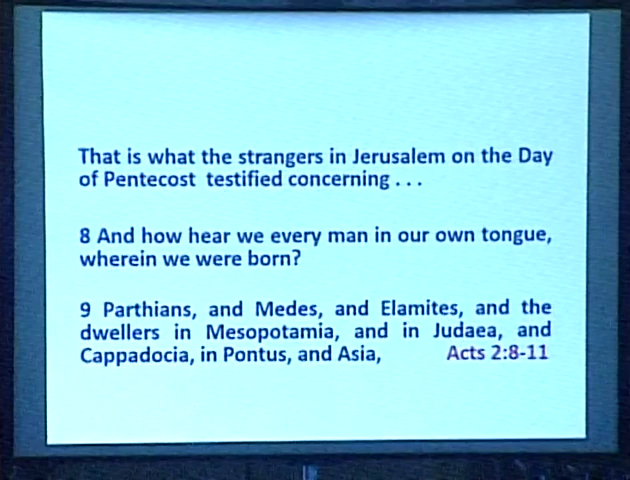 That is what the strangers in Jerusalem on the Day
of Pentecost testified concerning . . .
8 And how hear we every man in our own tongue,
wherein we were born?
9 Parthians, and Medes, and Elamites, and the
dwellers in Mesopotamia, and in Judaea, and
Cappadocia, in Pontus, and Asia, Acts 2:8-11